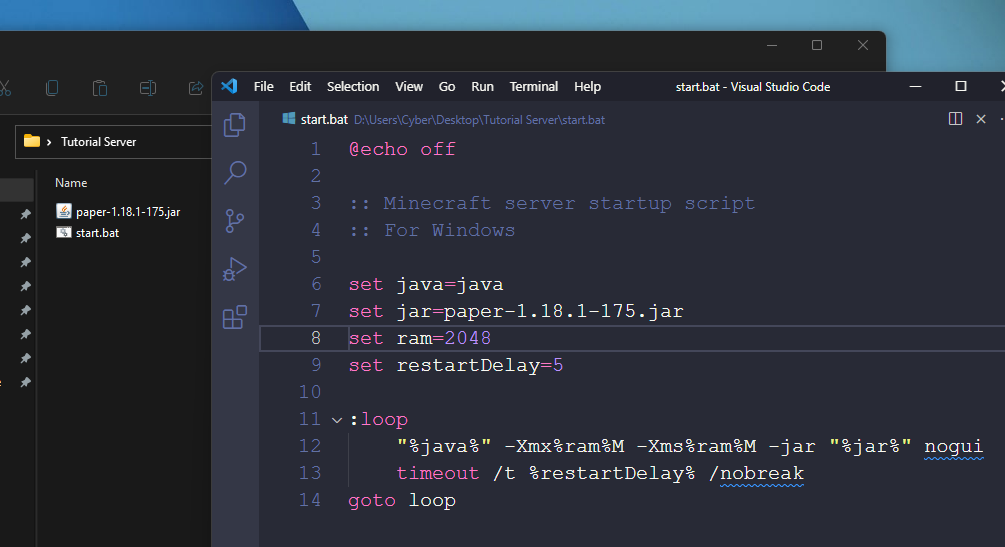 File Edit Selection View Go Run Terminal Help start.bat - Visual Studio Code
start.bat D:\Users\Cyber\Desktop\Tutorial Server\start.bat
Tutorial Server
Name
paper-1.18.1-175.jar
start.bat
1 @echo off
2
3 :: Minecraft server startup script
4 :: For Windows
5
6 set java=java
7 set jar=paper-1.18.1-175.jar
8 set ram=2048
9 set restartDelay=5
10
11 :loop
12 "%java%" -Xmx%ram%M -Xms%ram%M -jar "%jar%" nogui
13 timeout /t %restartDelay% /nobreak
14 goto loop